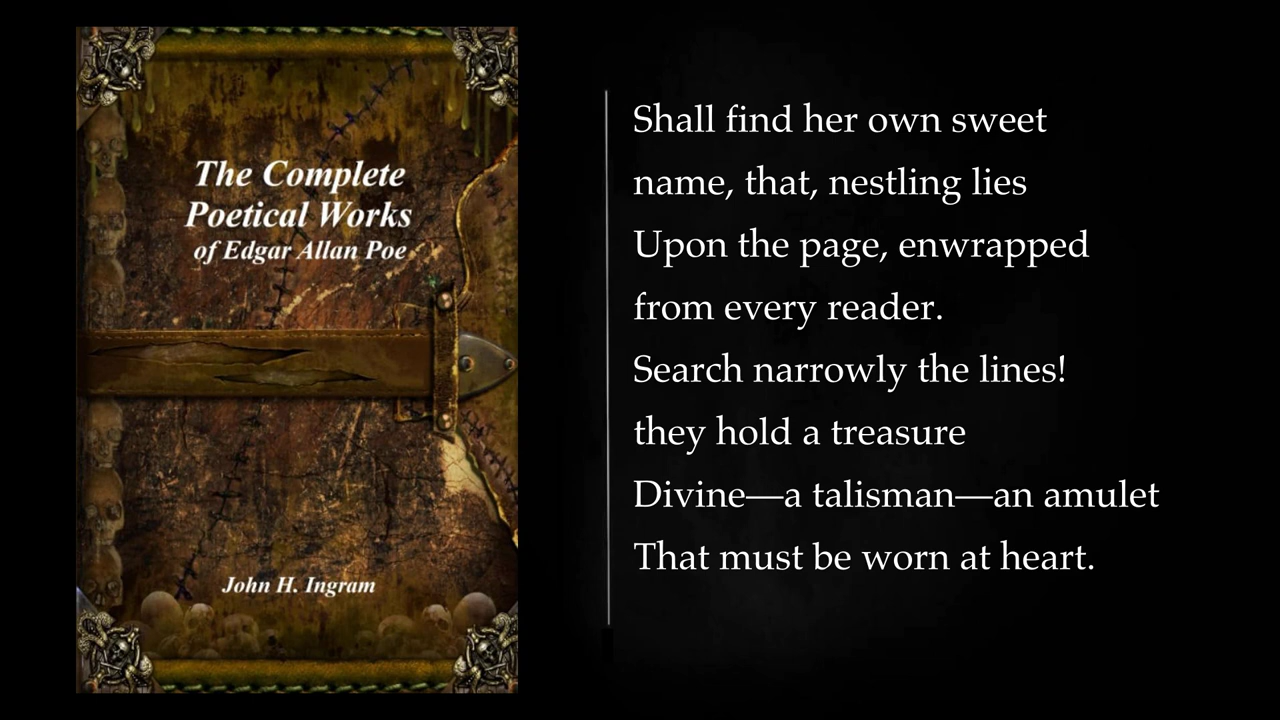 The Complete
Poetical Works
of Edgar Allan Poe
John H. Ingram
Shall find her own sweet
name, that, nestling lies
Upon the page, enwrapped
from every reader.
Search narrowly the lines!
they hold a treasure
Divine—a talisman—an amulet
That must be worn at heart.